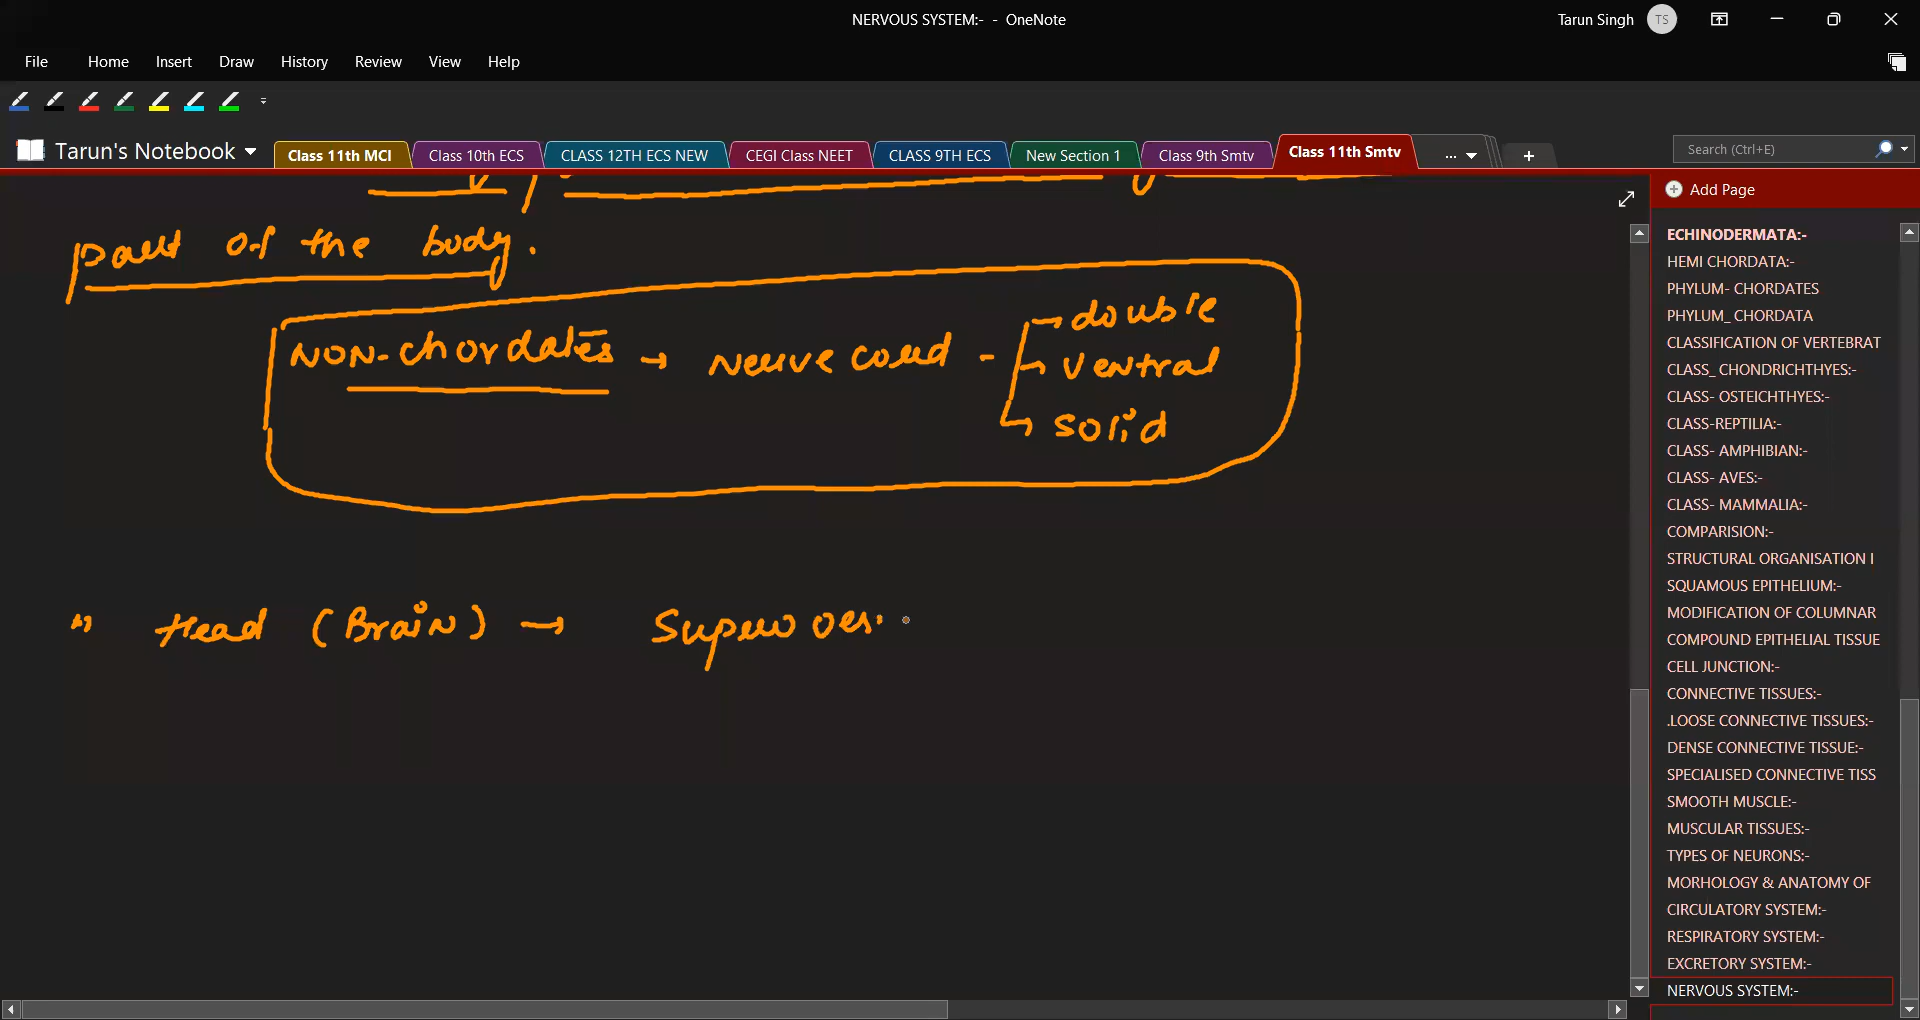 NERVOUS SYSTEM:- - OneNote
Tarun Singh TS
File Home Insert Draw History Review View Help
Tarun's Notebook
Class 11th MCI Class 10th ECS CLASS 12TH ECS NEW CEGI Class NEET CLASS 9TH ECS New Section 1 Class 9th Smtv Class 11th Smtv ... +
Search (Ctrl+E)
part of the body.
NON-chordates → Nerve cord - double
ventral
solid
" Head (Brain) →
Add Page
ECHINODERMATA:-
HEMI CHORDATA:-
PHYLUM- CHORDATES
PHYLUM_ CHORDATA
CLASSIFICATION OF VERTEBRAT
CLASS_ CHONDRICHTHYES:-
CLASS- OSTEICHTHYES:-
CLASS-REPTILIA:-
CLASS- AMPHIBIAN:-
CLASS- AVES:-
CLASS- MAMMALIA:-
COMPARISION:-
STRUCTURAL ORGANISATION I
SQUAMOUS EPITHELIUM:-
MODIFICATION OF COLUMNAR
COMPOUND EPITHELIAL TISSUE
CELL JUNCTION:-
CONNECTIVE TISSUES:-
.LOOSE CONNECTIVE TISSUES:-
DENSE CONNECTIVE TISSUE:-
SPECIALISED CONNECTIVE TISS
SMOOTH MUSCLE:-
MUSCULAR TISSUES:-
TYPES OF NEURONS:-
MORHOLOGY & ANATOMY OF
CIRCULATORY SYSTEM:-
RESPIRATORY SYSTEM:-
EXCRETORY SYSTEM:-
NERVOUS SYSTEM:-